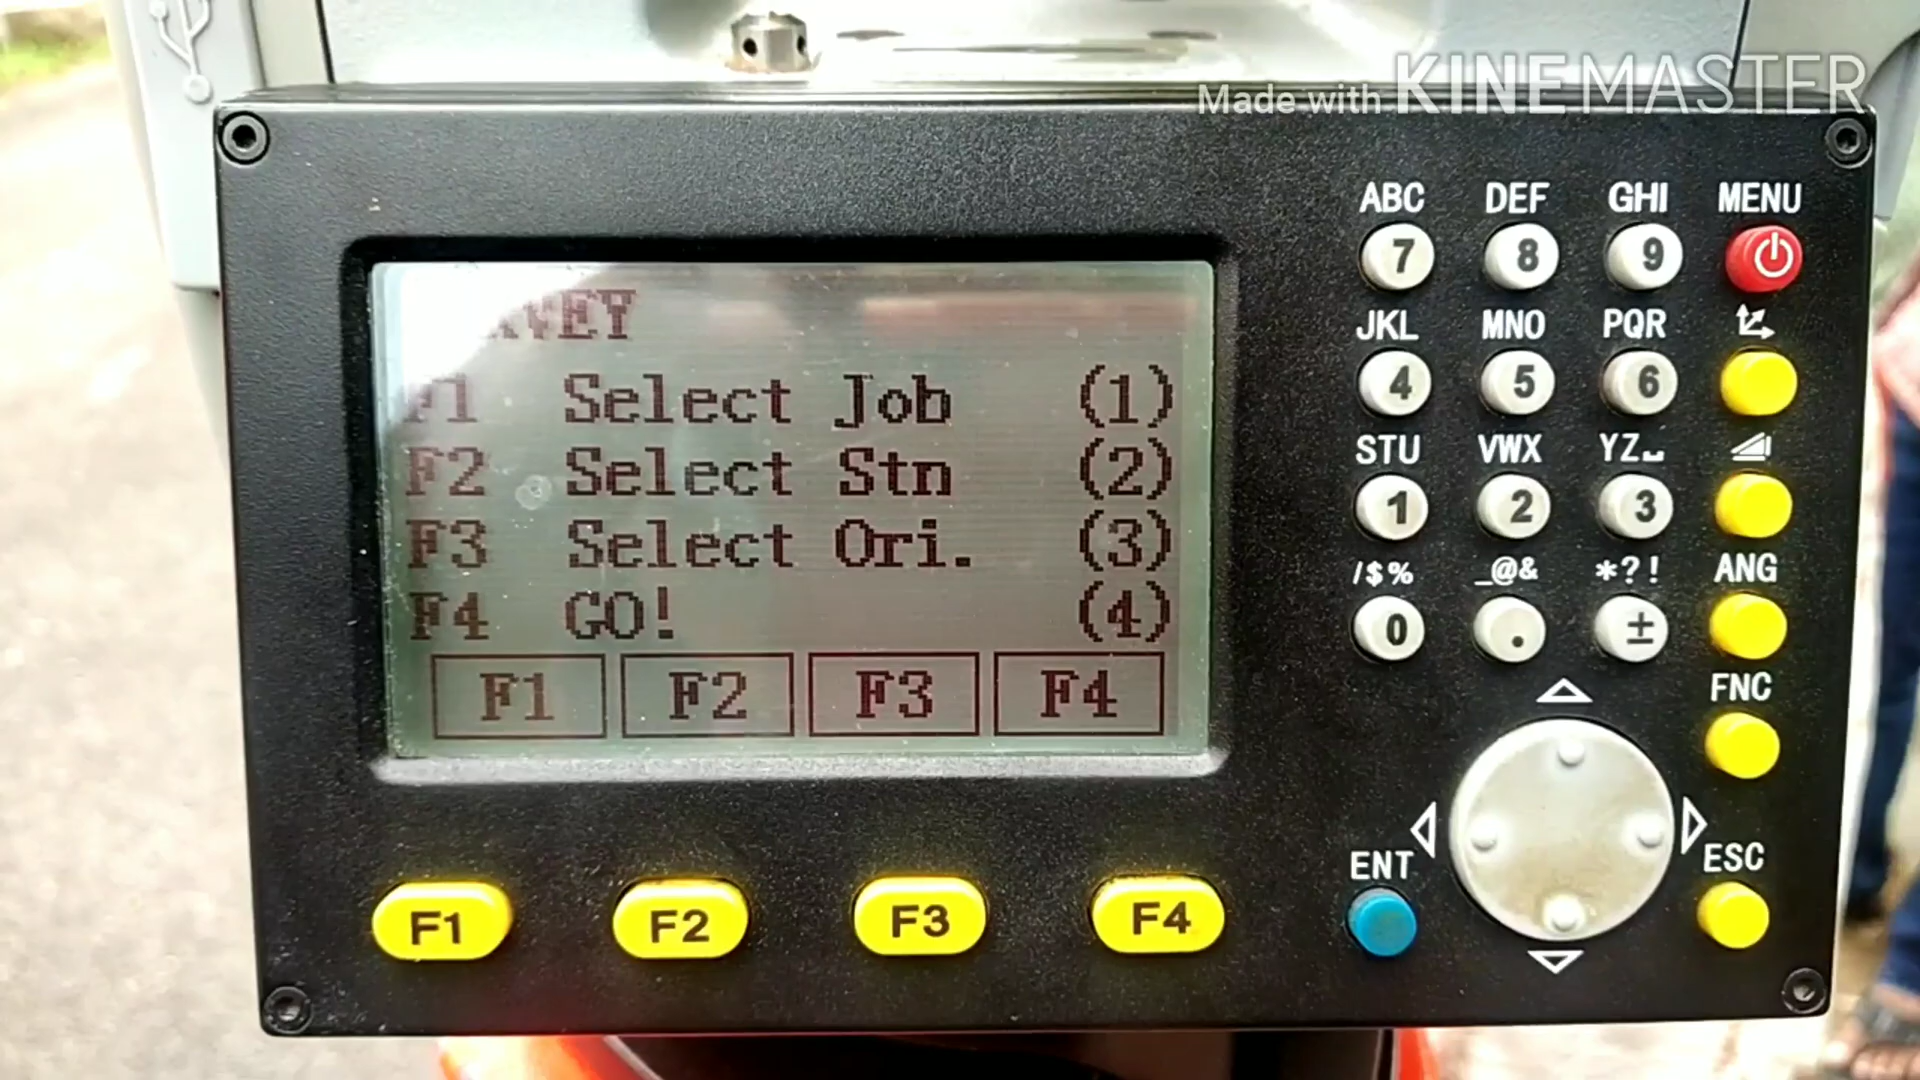 Made with KINEMASTER
F1 Select Job (1)
F2 Select Stn (2)
F3 Select Ori. (3)
F4 GO! (4)
F1 F2 F3 F4
ABC DEF GHI MENU
7 8 9
JKL MNO PQR
4 5 6
STU VWX YZ␣
1 2 3
/$% _@& *?! ANG
0 . ±
FNC
ENT ESC
F1 F2 F3 F4